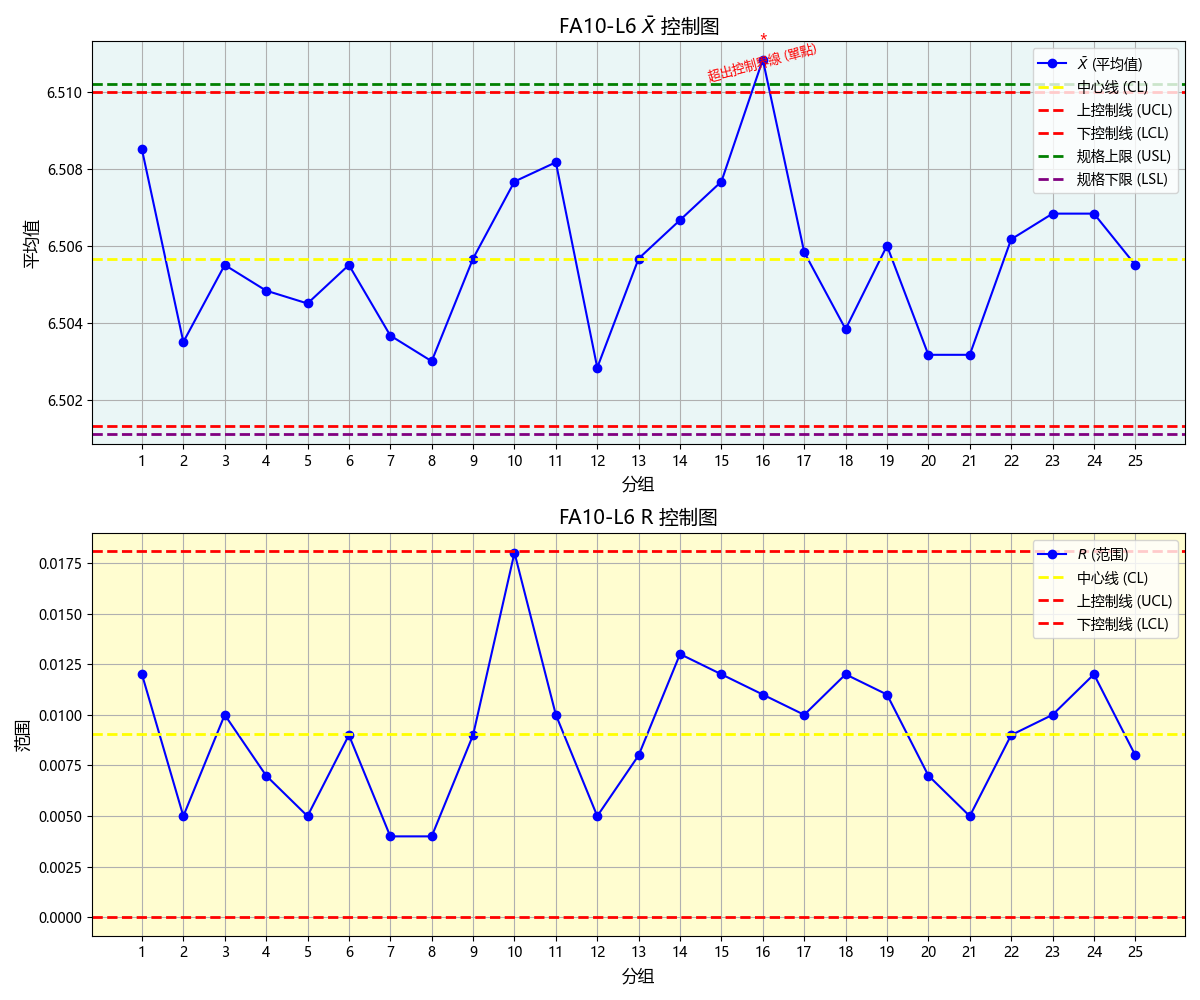 FA10-L6 X̄ 控制图
*
超出控制界線 (單點)
X̄ (平均值)
中心线 (CL)
上控制线 (UCL)
下控制线 (LCL)
规格上限 (USL)
规格下限 (LSL)
平均值
6.510
6.508
6.506
6.504
6.502
1 2 3 4 5 6 7 8 9 10 11 12 13 14 15 16 17 18 19 20 21 22 23 24 25
分组
FA10-L6 R 控制图
R (范围)
中心线 (CL)
上控制线 (UCL)
下控制线 (LCL)
范围
0.0175
0.0150
0.0125
0.0100
0.0075
0.0050
0.0025
0.0000
1 2 3 4 5 6 7 8 9 10 11 12 13 14 15 16 17 18 19 20 21 22 23 24 25
分组